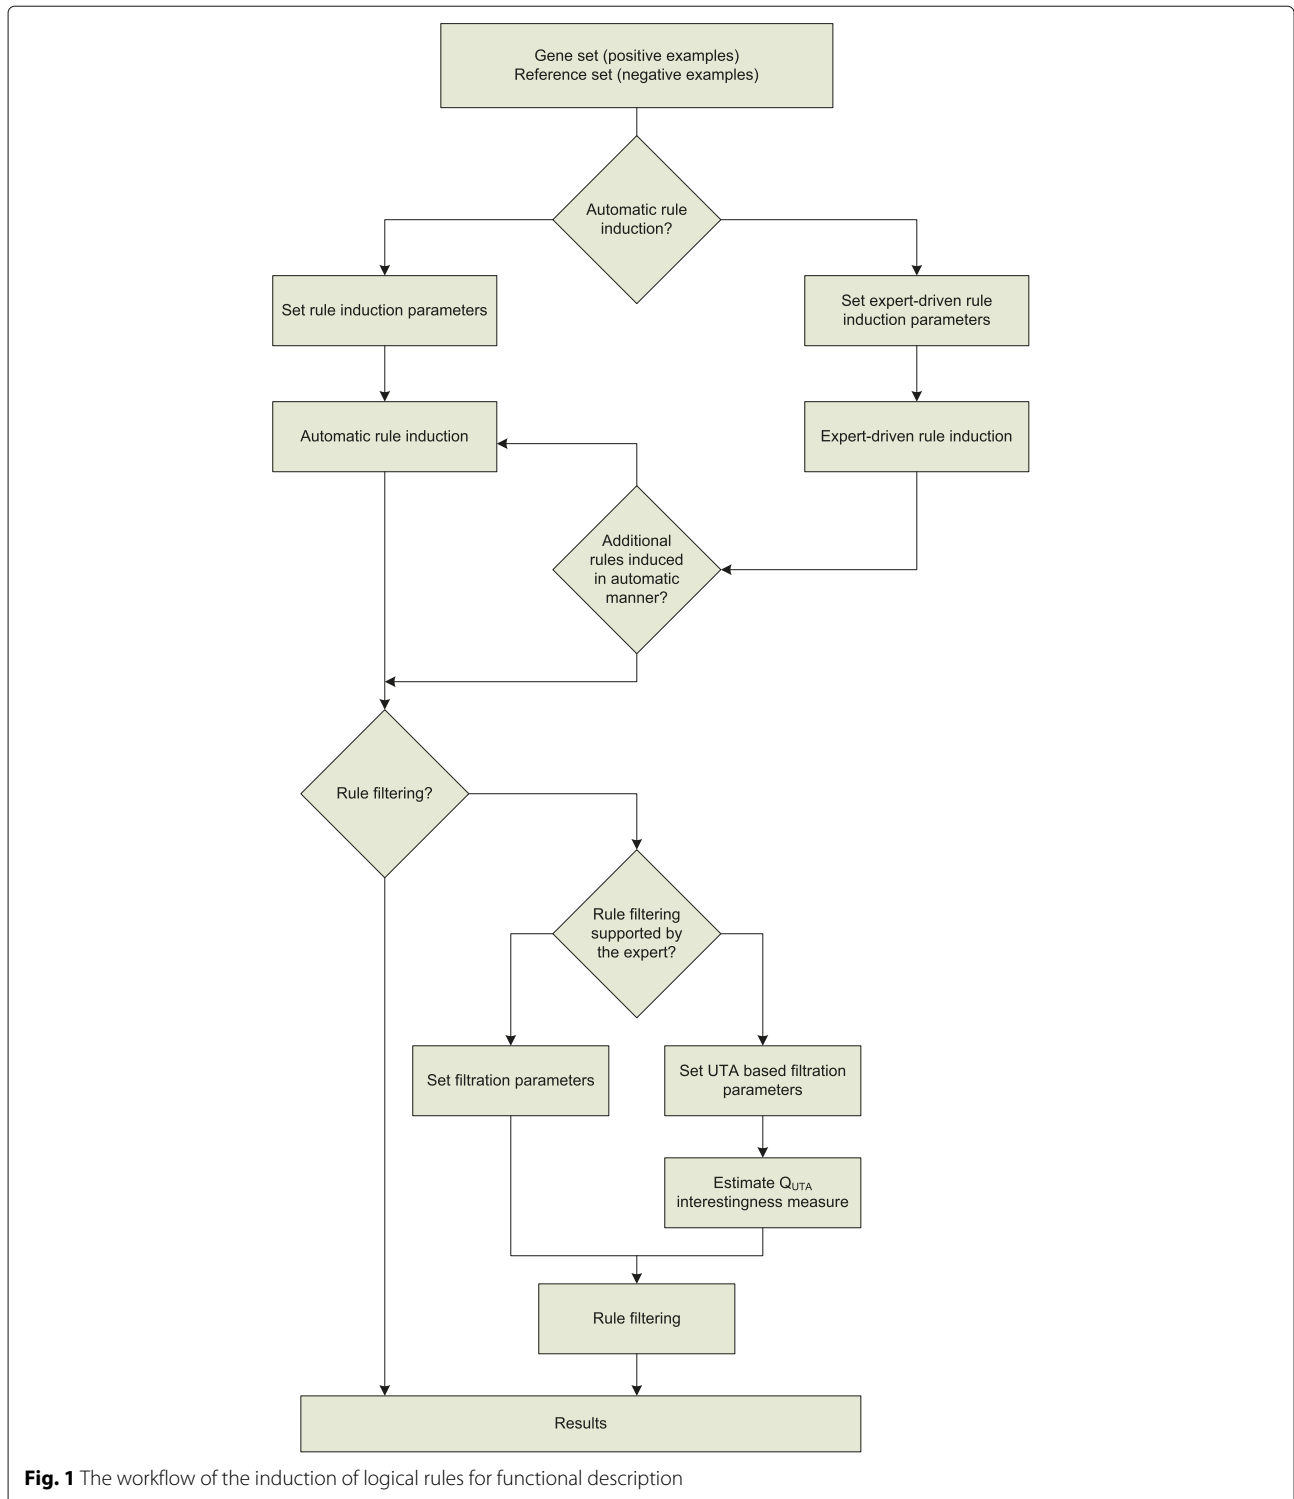 Gene set (positive examples)
Reference set (negative examples)
Automatic rule
induction?
Set rule induction parameters
Set expert-driven rule
induction parameters
Automatic rule induction
Expert-driven rule induction
Additional
rules induced
in automatic
manner?
Rule filtering?
Rule filtering
supported by
the expert?
Set filtration parameters
Set UTA based filtration
parameters
Estimate QUTA
interestingness measure
Rule filtering
Results
Fig. 1 The workflow of the induction of logical rules for functional description